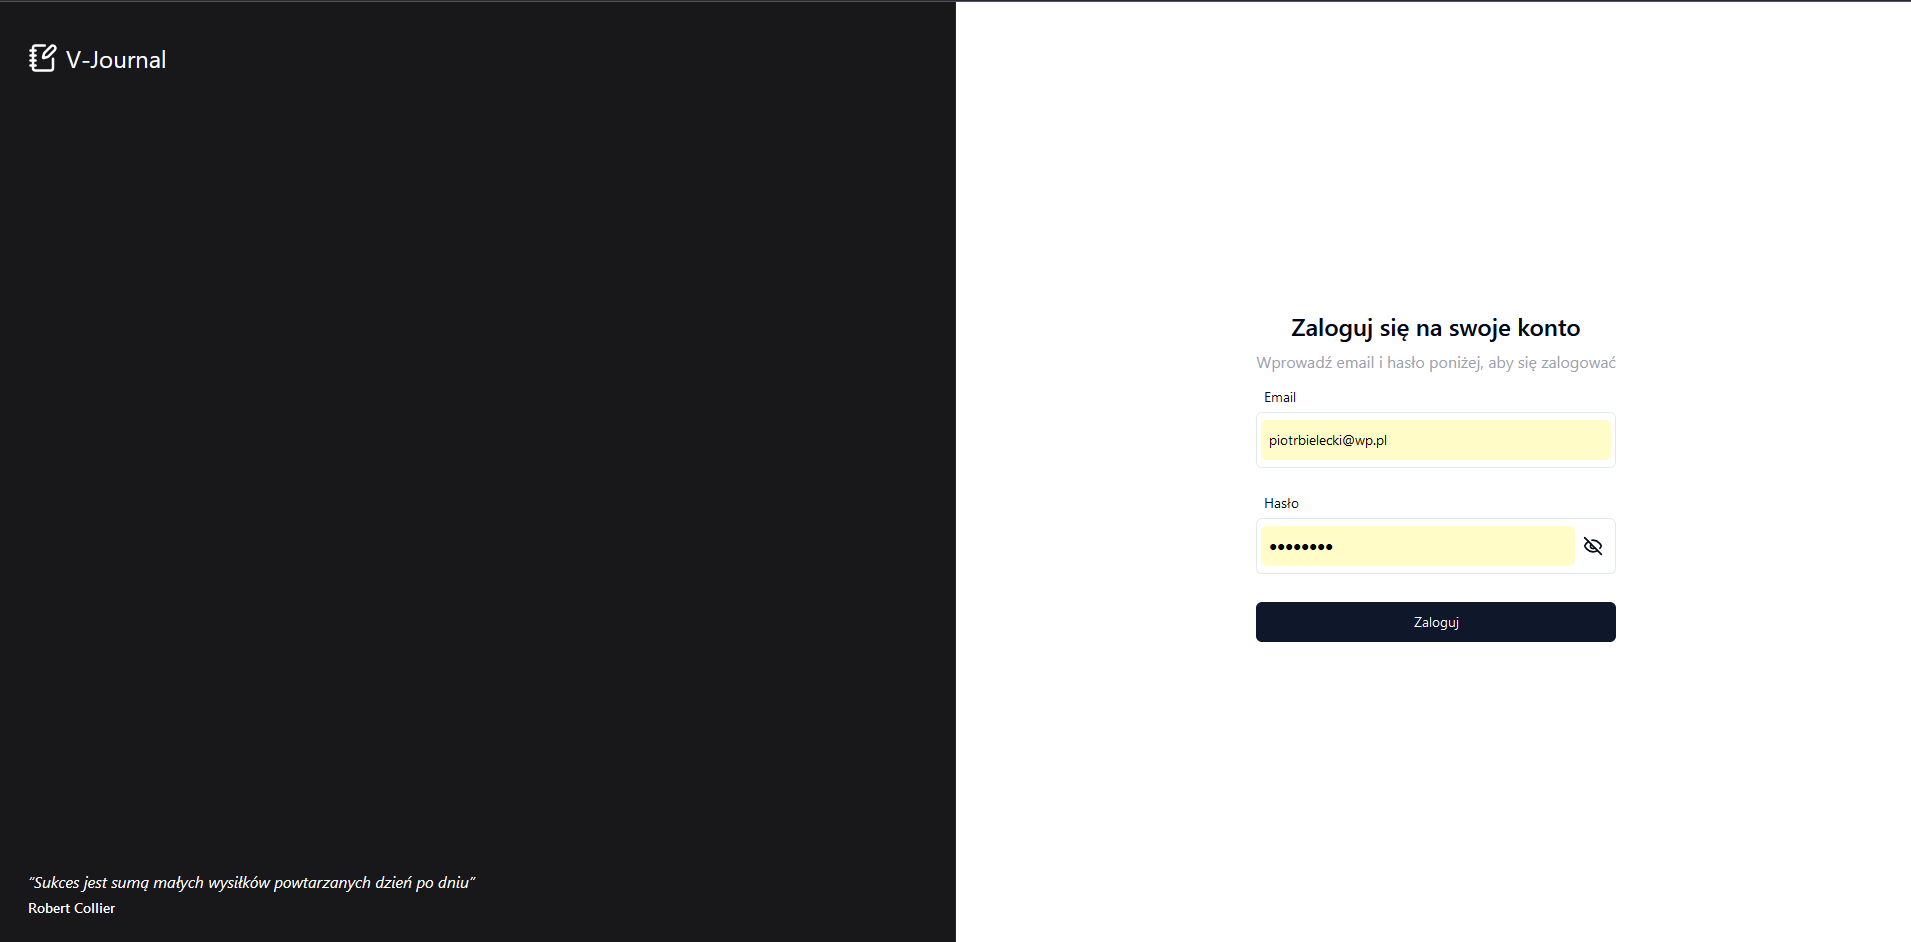 V-Journal
Zaloguj się na swoje konto
Wprowadź email i hasło poniżej, aby się zalogować
Email
piotrbielecki@wp.pl
Hasło
••••••••
Zaloguj
"Sukces jest sumą małych wysiłków powtarzanych dzień po dniu"
Robert Collier